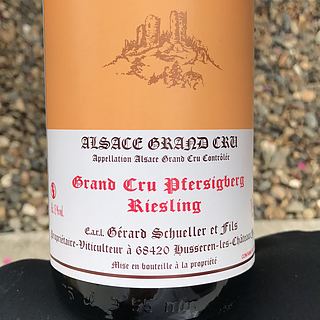 ALSACE GRAND CRU
Appellation Alsace Grand Cru Contrôlée
Grand Cru Pfersigberg
Riesling
E.a.r.l. Gérard Schueller et Fils
Propriétaire-Viticulteur à 68420 Husseren-les-Châteaux
Mise en bouteille à la propriété